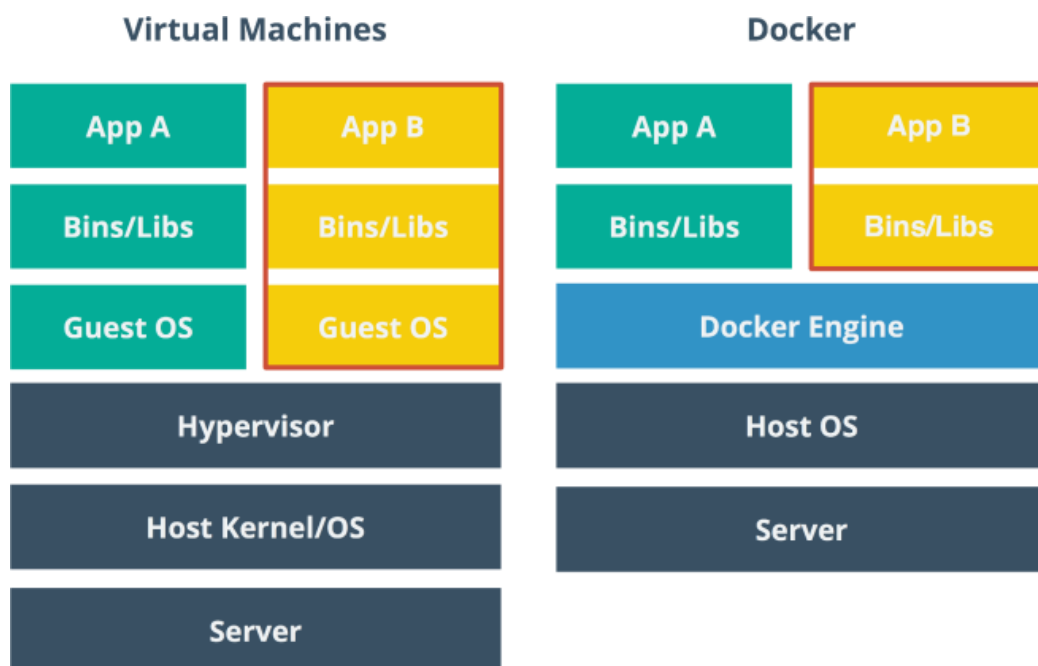 Virtual Machines
App A
App B
Bins/Libs
Bins/Libs
Guest OS
Guest OS
Hypervisor
Host Kernel/OS
Server
Docker
App A
App B
Bins/Libs
Bins/Libs
Docker Engine
Host OS
Server